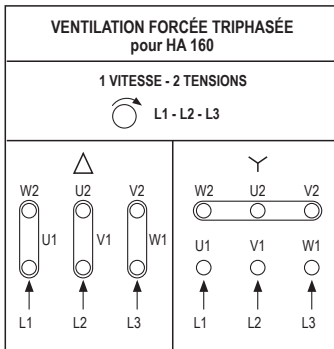 VENTILATION FORCÉE TRIPHASÉE
pour HA 160
1 VITESSE - 2 TENSIONS
L1 - L2 - L3
W2 U2 V2
U1 V1 W1
L1 L2 L3
W2 U2 V2
U1 V1 W1
L1 L2 L3